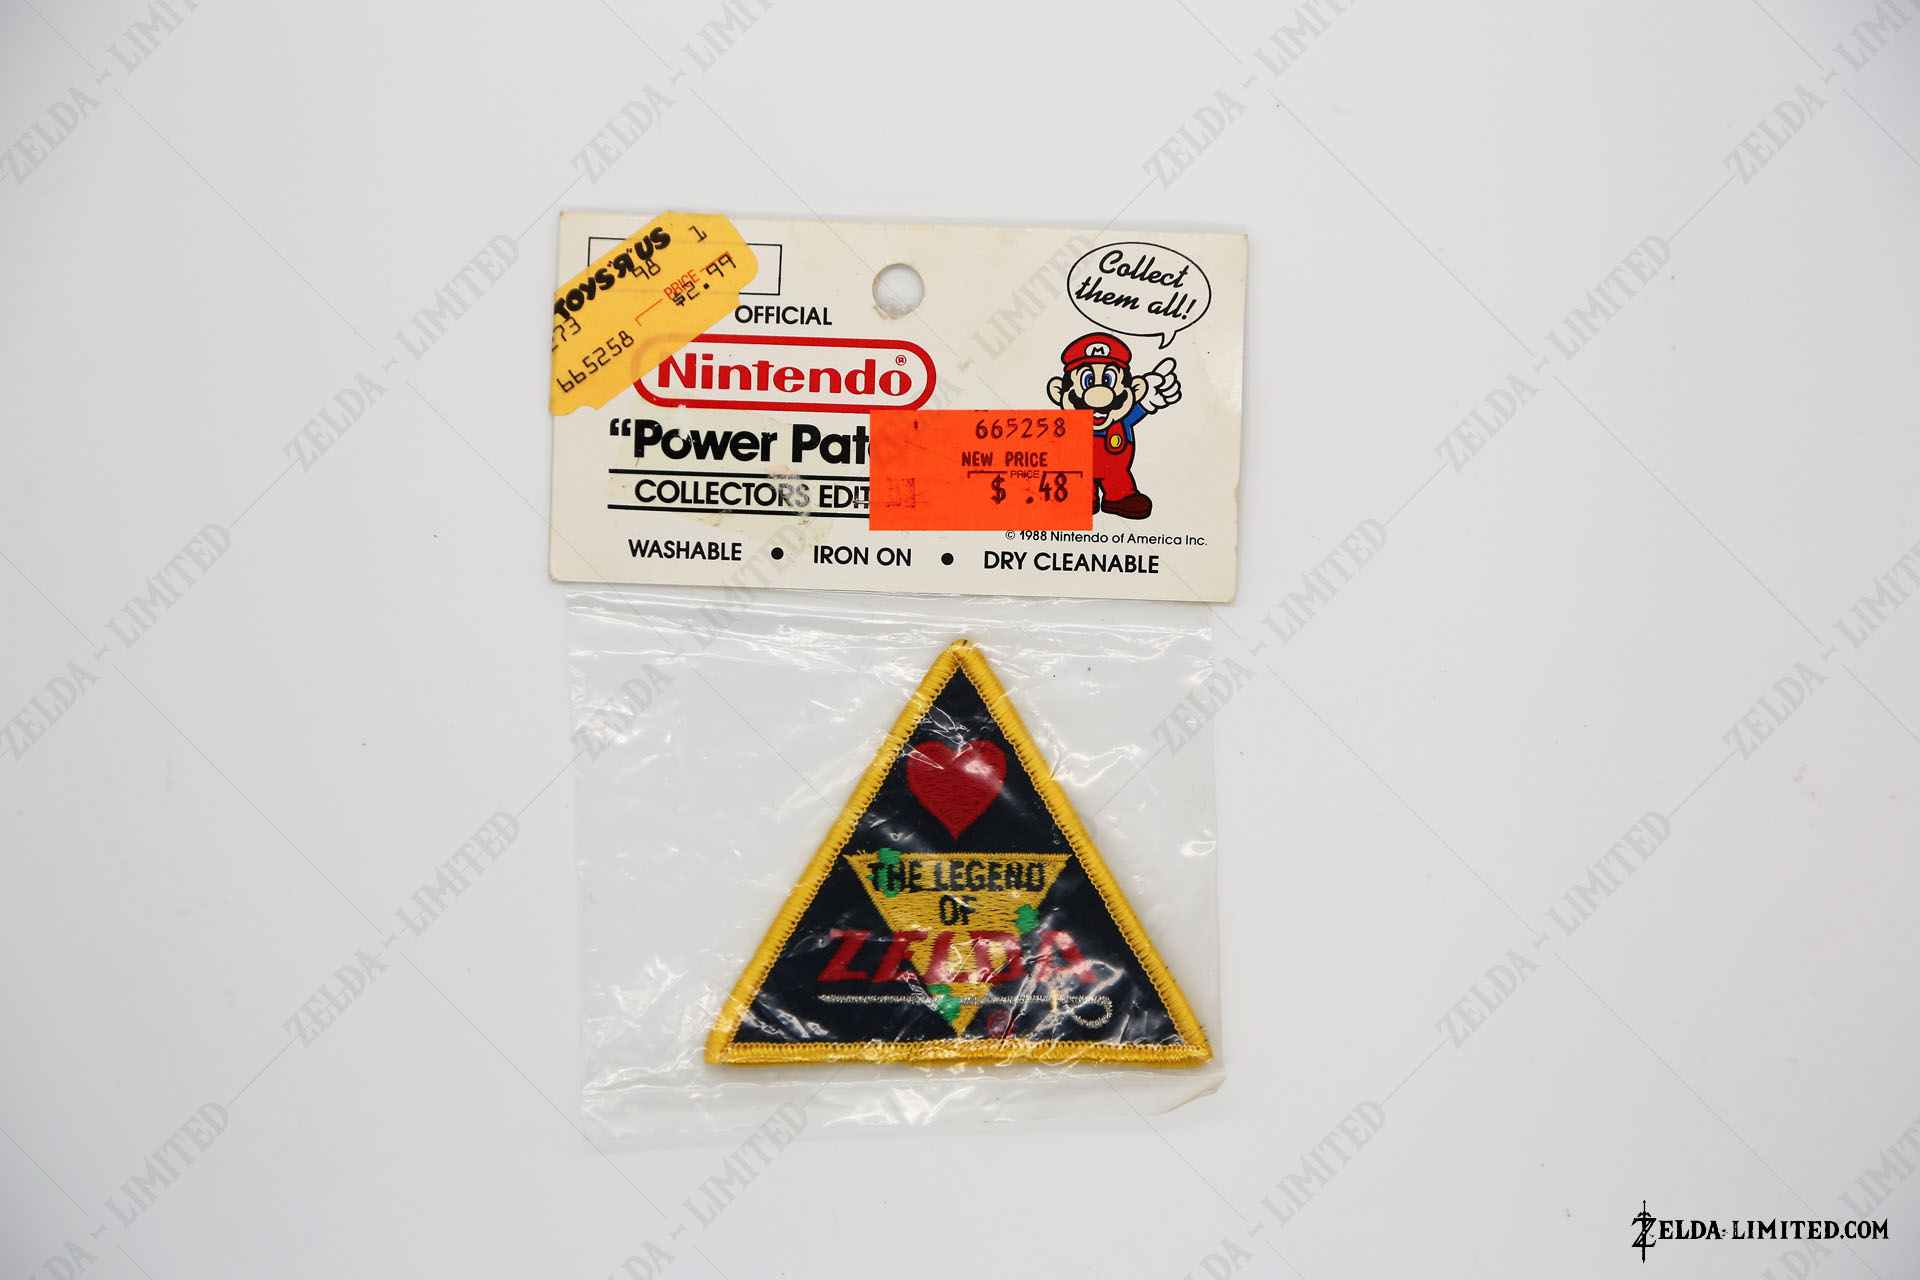 TOYS"R"US 1
98 PRICE
$2.99
273
665258
OFFICIAL
Nintendo®
"Power Pat
COLLECTORS EDIT
WASHABLE • IRON ON • DRY CLEANABLE
Collect
them all!
M
665258
NEW PRICE
PRICE
$ .48
© 1988 Nintendo of America Inc.
THE LEGEND
OF
ZELDA
ZELDA-LIMITED.COM
ZELDA ~ LIMITED